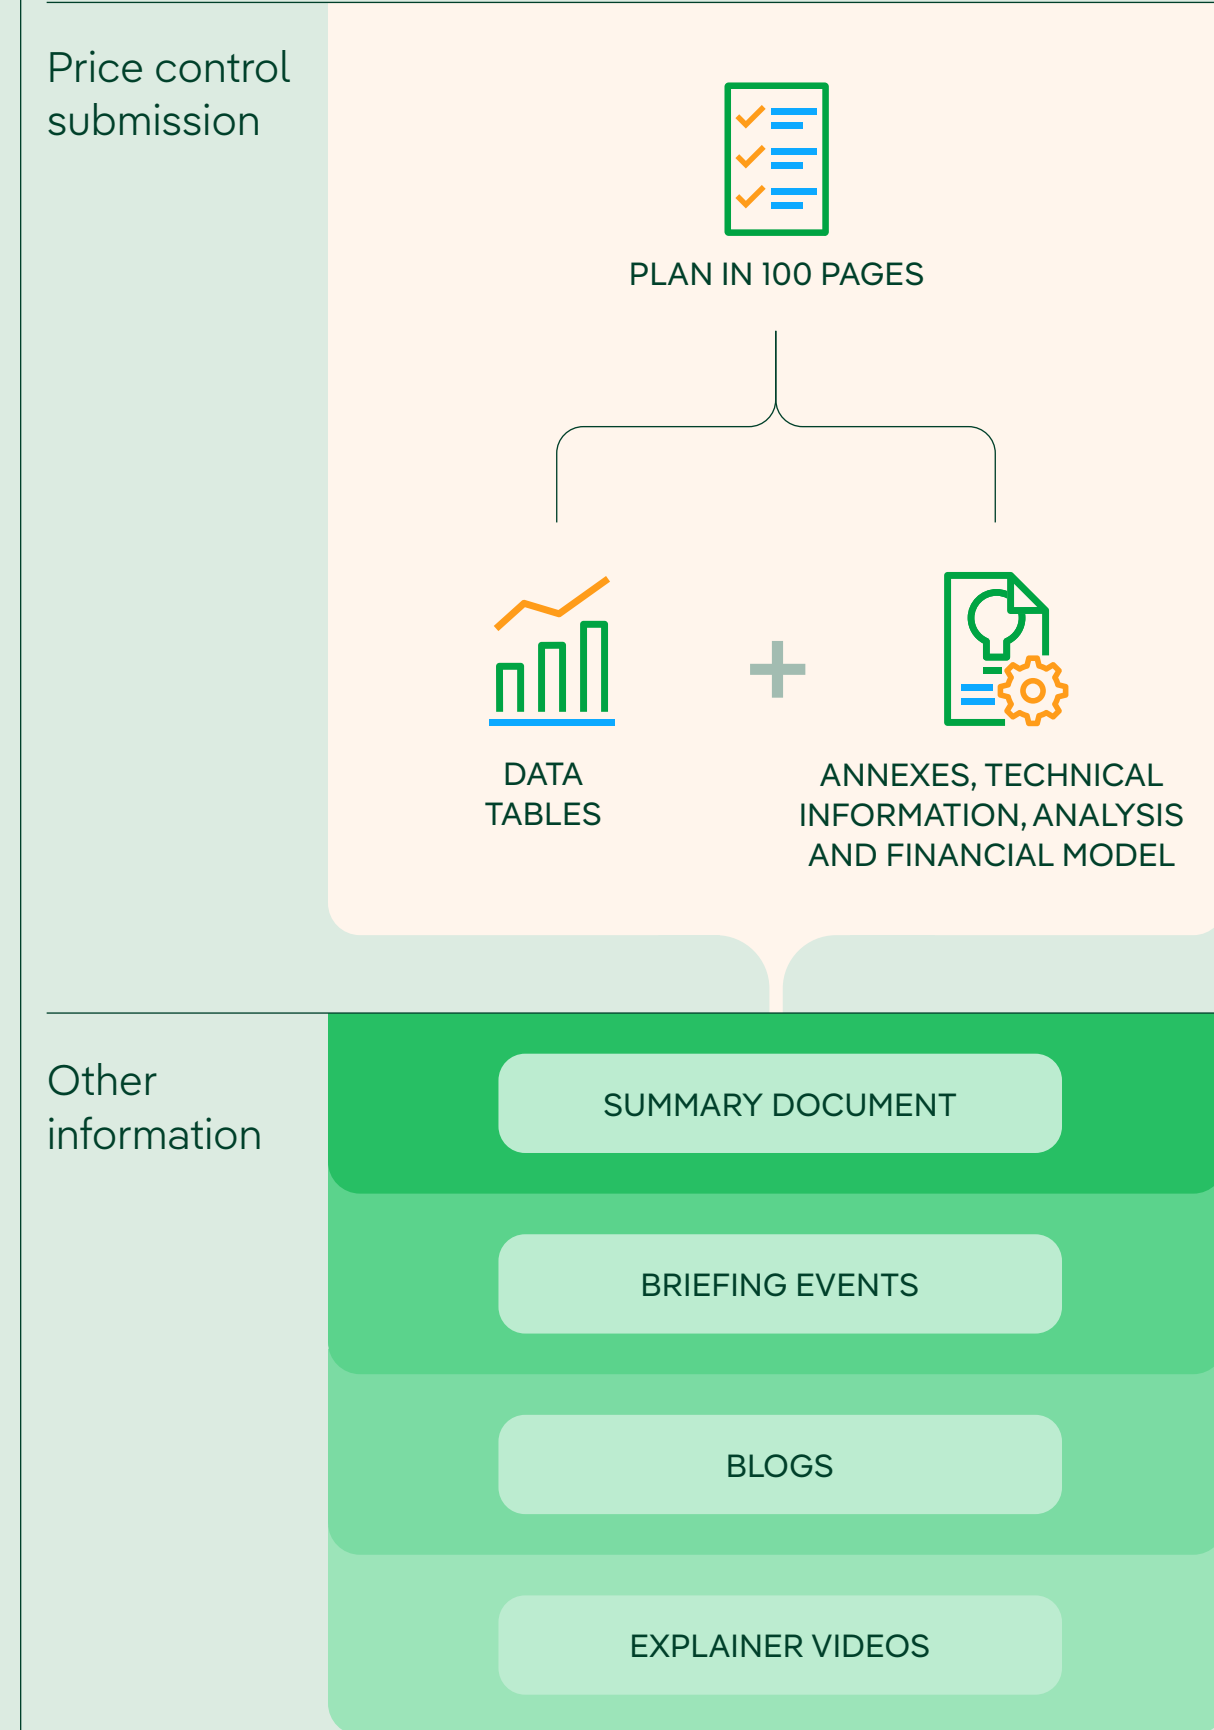 Price control
submission
PLAN IN 100 PAGES
DATA
TABLES
ANNEXES, TECHNICAL
INFORMATION, ANALYSIS
AND FINANCIAL MODEL
Other
information
SUMMARY DOCUMENT
BRIEFING EVENTS
BLOGS
EXPLAINER VIDEOS